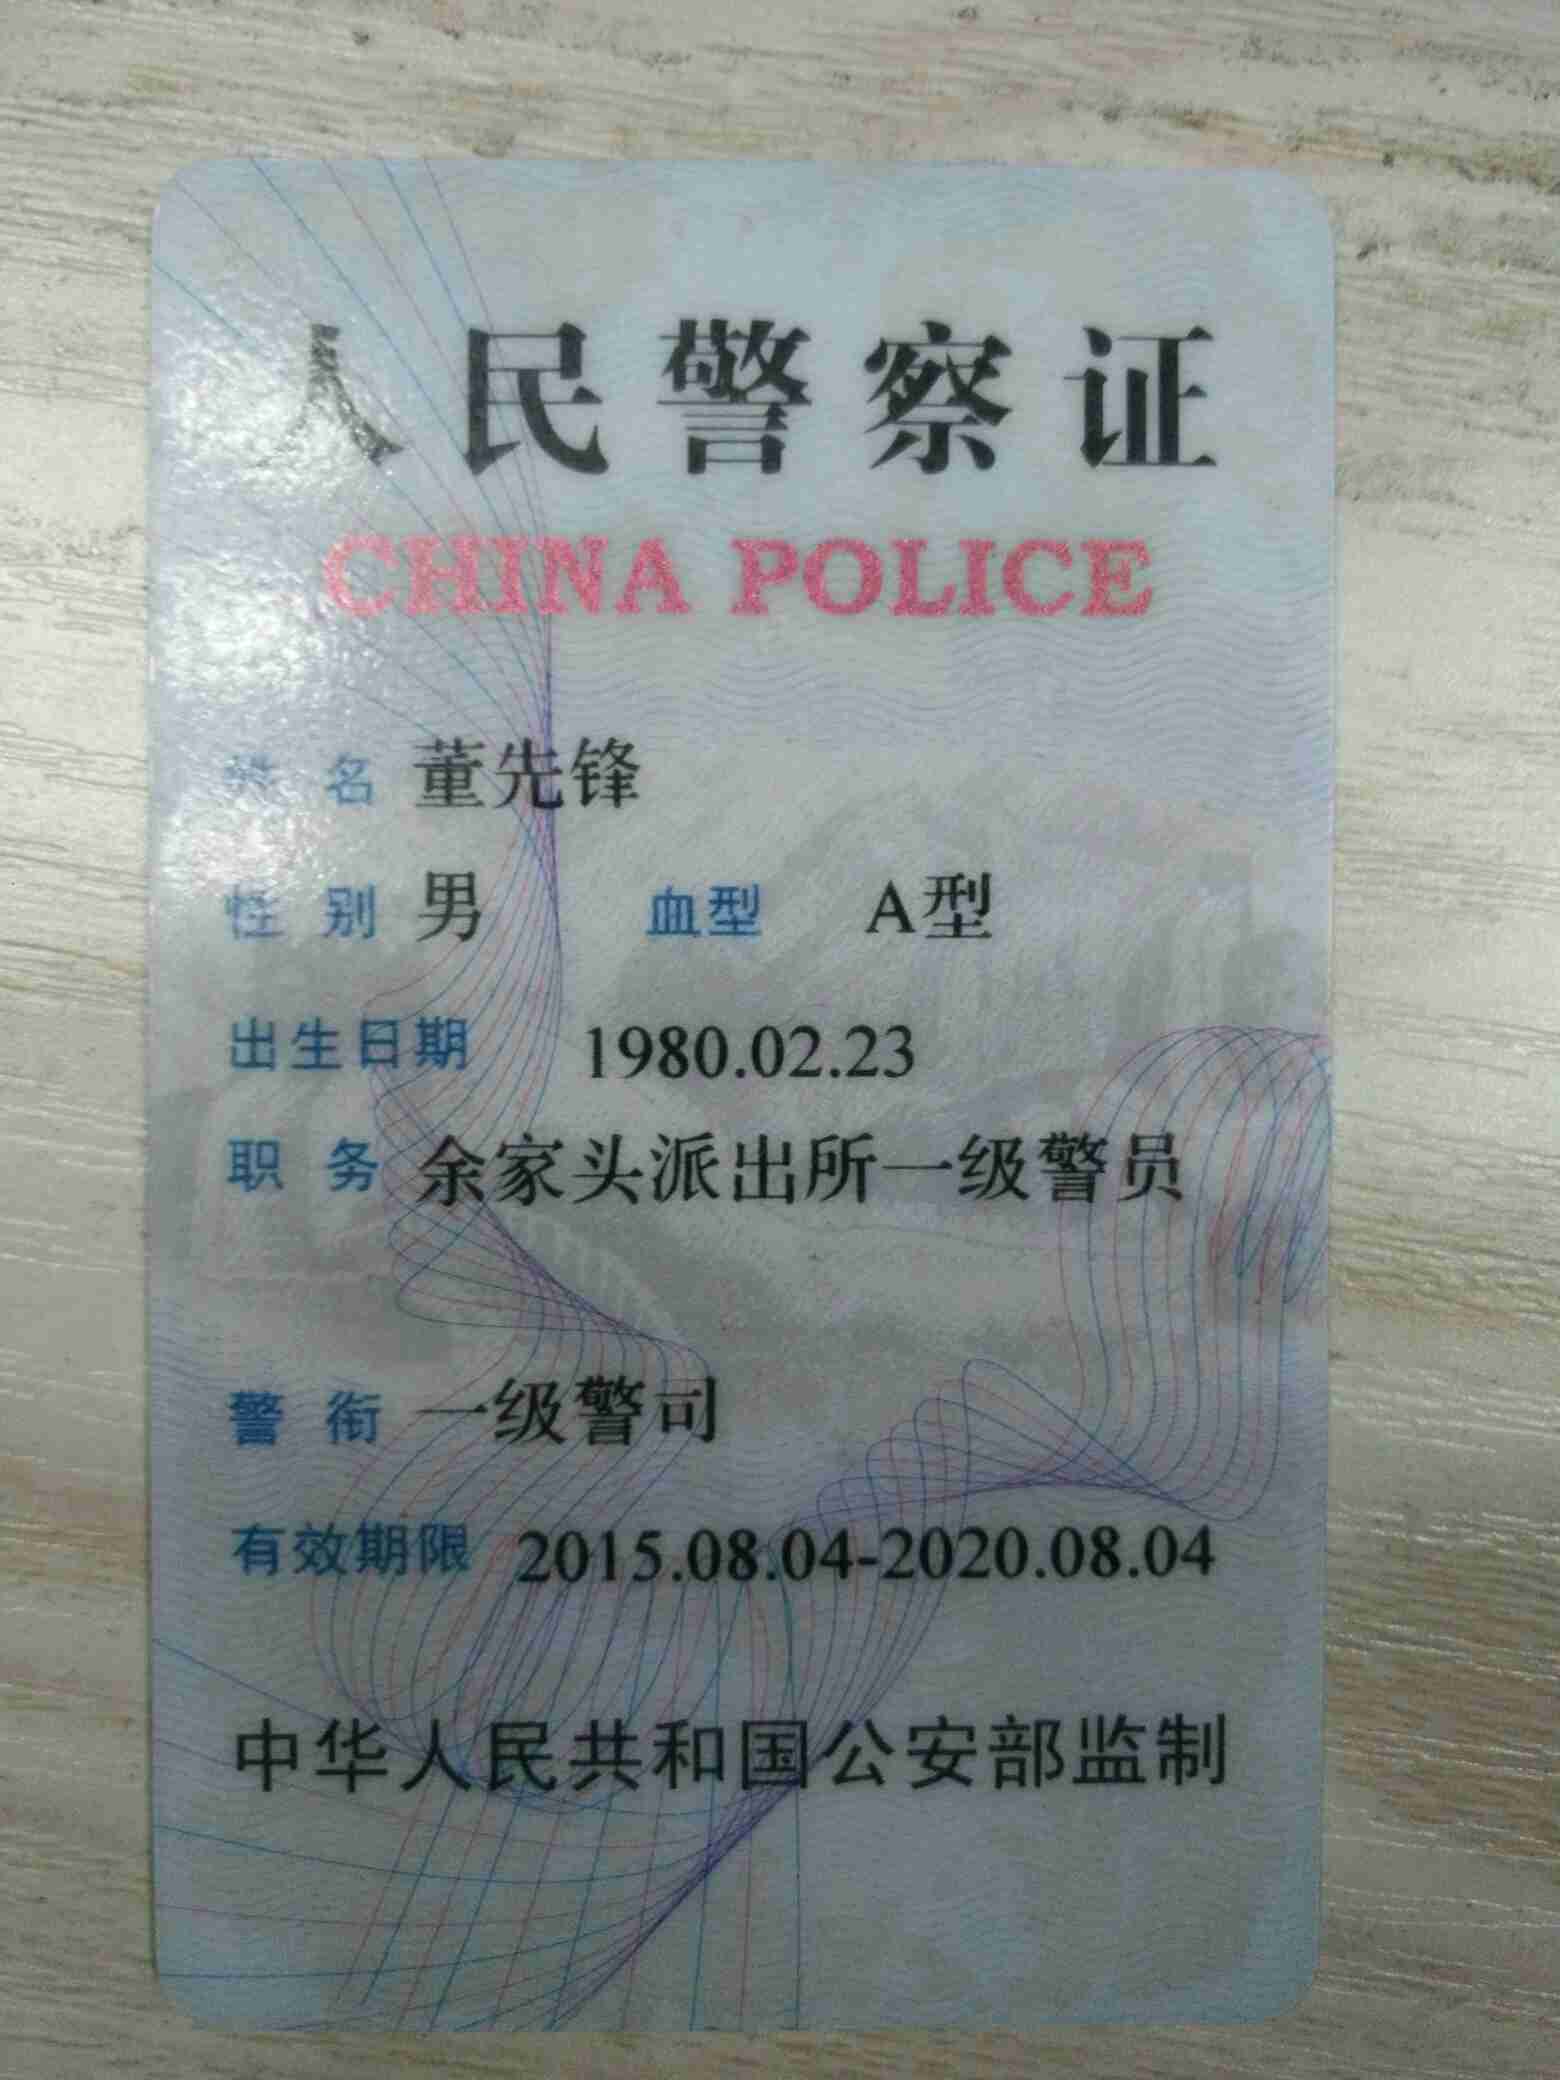 人民警察证
CHINA POLICE
姓名 董先锋
性别 男 血型 A型
出生日期 1980.02.23
职务 余家头派出所一级警员
警衔 一级警司
有效期限 2015.08.04-2020.08.04
中华人民共和国公安部监制